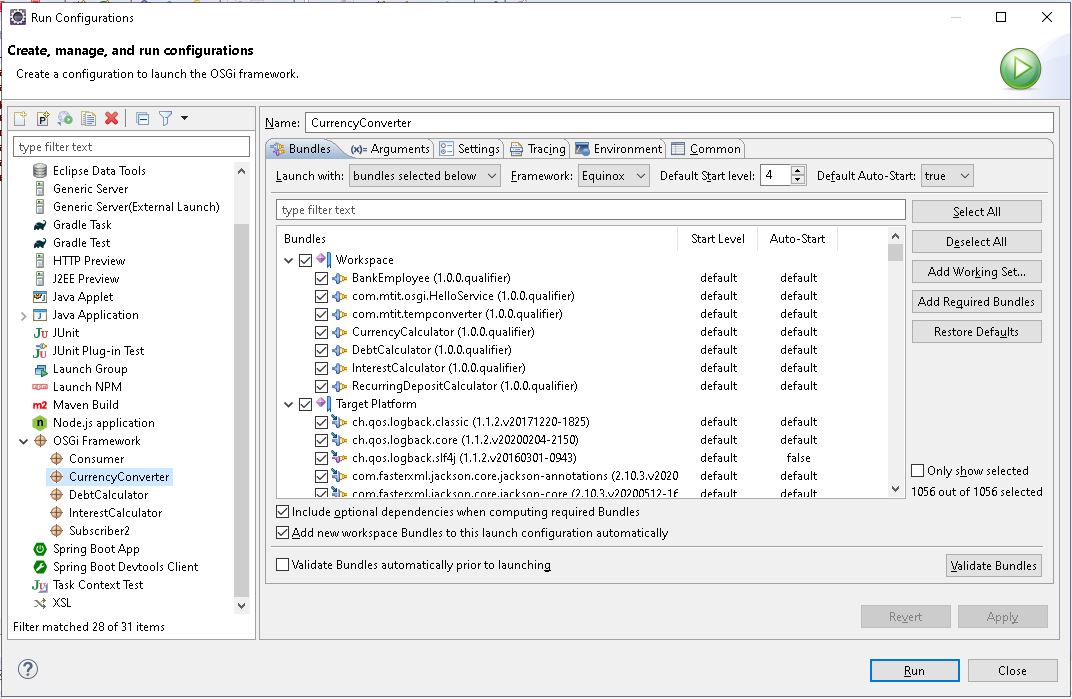 Run Configurations
Create, manage, and run configurations
Create a configuration to launch the OSGi framework.
type filter text
Eclipse Data Tools
Generic Server
Generic Server(External Launch)
Gradle Task
Gradle Test
HTTP Preview
J2EE Preview
Java Applet
Java Application
JUnit
JUnit Plug-in Test
Launch Group
Launch NPM
Maven Build
Node.js application
OSGi Framework
Consumer
CurrencyConverter
DebtCalculator
InterestCalculator
Subscriber2
Spring Boot App
Spring Boot Devtools Client
Task Context Test
XSL
Filter matched 28 of 31 items
Name: CurrencyConverter
Bundles (x)= Arguments Settings Tracing Environment Common
Launch with: bundles selected below Framework: Equinox Default Start level: 4 Default Auto-Start: true
type filter text
Bundles Start Level Auto-Start
Workspace
BankEmployee (1.0.0.qualifier) default default
com.mtit.osgi.HelloService (1.0.0.qualifier) default default
com.mtit.tempconverter (1.0.0.qualifier) default default
CurrencyCalculator (1.0.0.qualifier) default default
DebtCalculator (1.0.0.qualifier) default default
InterestCalculator (1.0.0.qualifier) default default
RecurringDepositCalculator (1.0.0.qualifier) default default
Target Platform
ch.qos.logback.classic (1.1.2.v20171220-1825) default default
ch.qos.logback.core (1.1.2.v20200204-2150) default default
ch.qos.logback.slf4j (1.1.2.v20160301-0943) default false
com.fasterxml.jackson.core.jackson-annotations (2.10.3.v2020 default default
com.fasterxml.jackson.core.jackson-core (2.10.3.v20200512-16 default default
Select All
Deselect All
Add Working Set...
Add Required Bundles
Restore Defaults
Only show selected
1056 out of 1056 selected
Include optional dependencies when computing required Bundles
Add new workspace Bundles to this launch configuration automatically
Validate Bundles automatically prior to launching
Validate Bundles
Revert Apply
Run Close